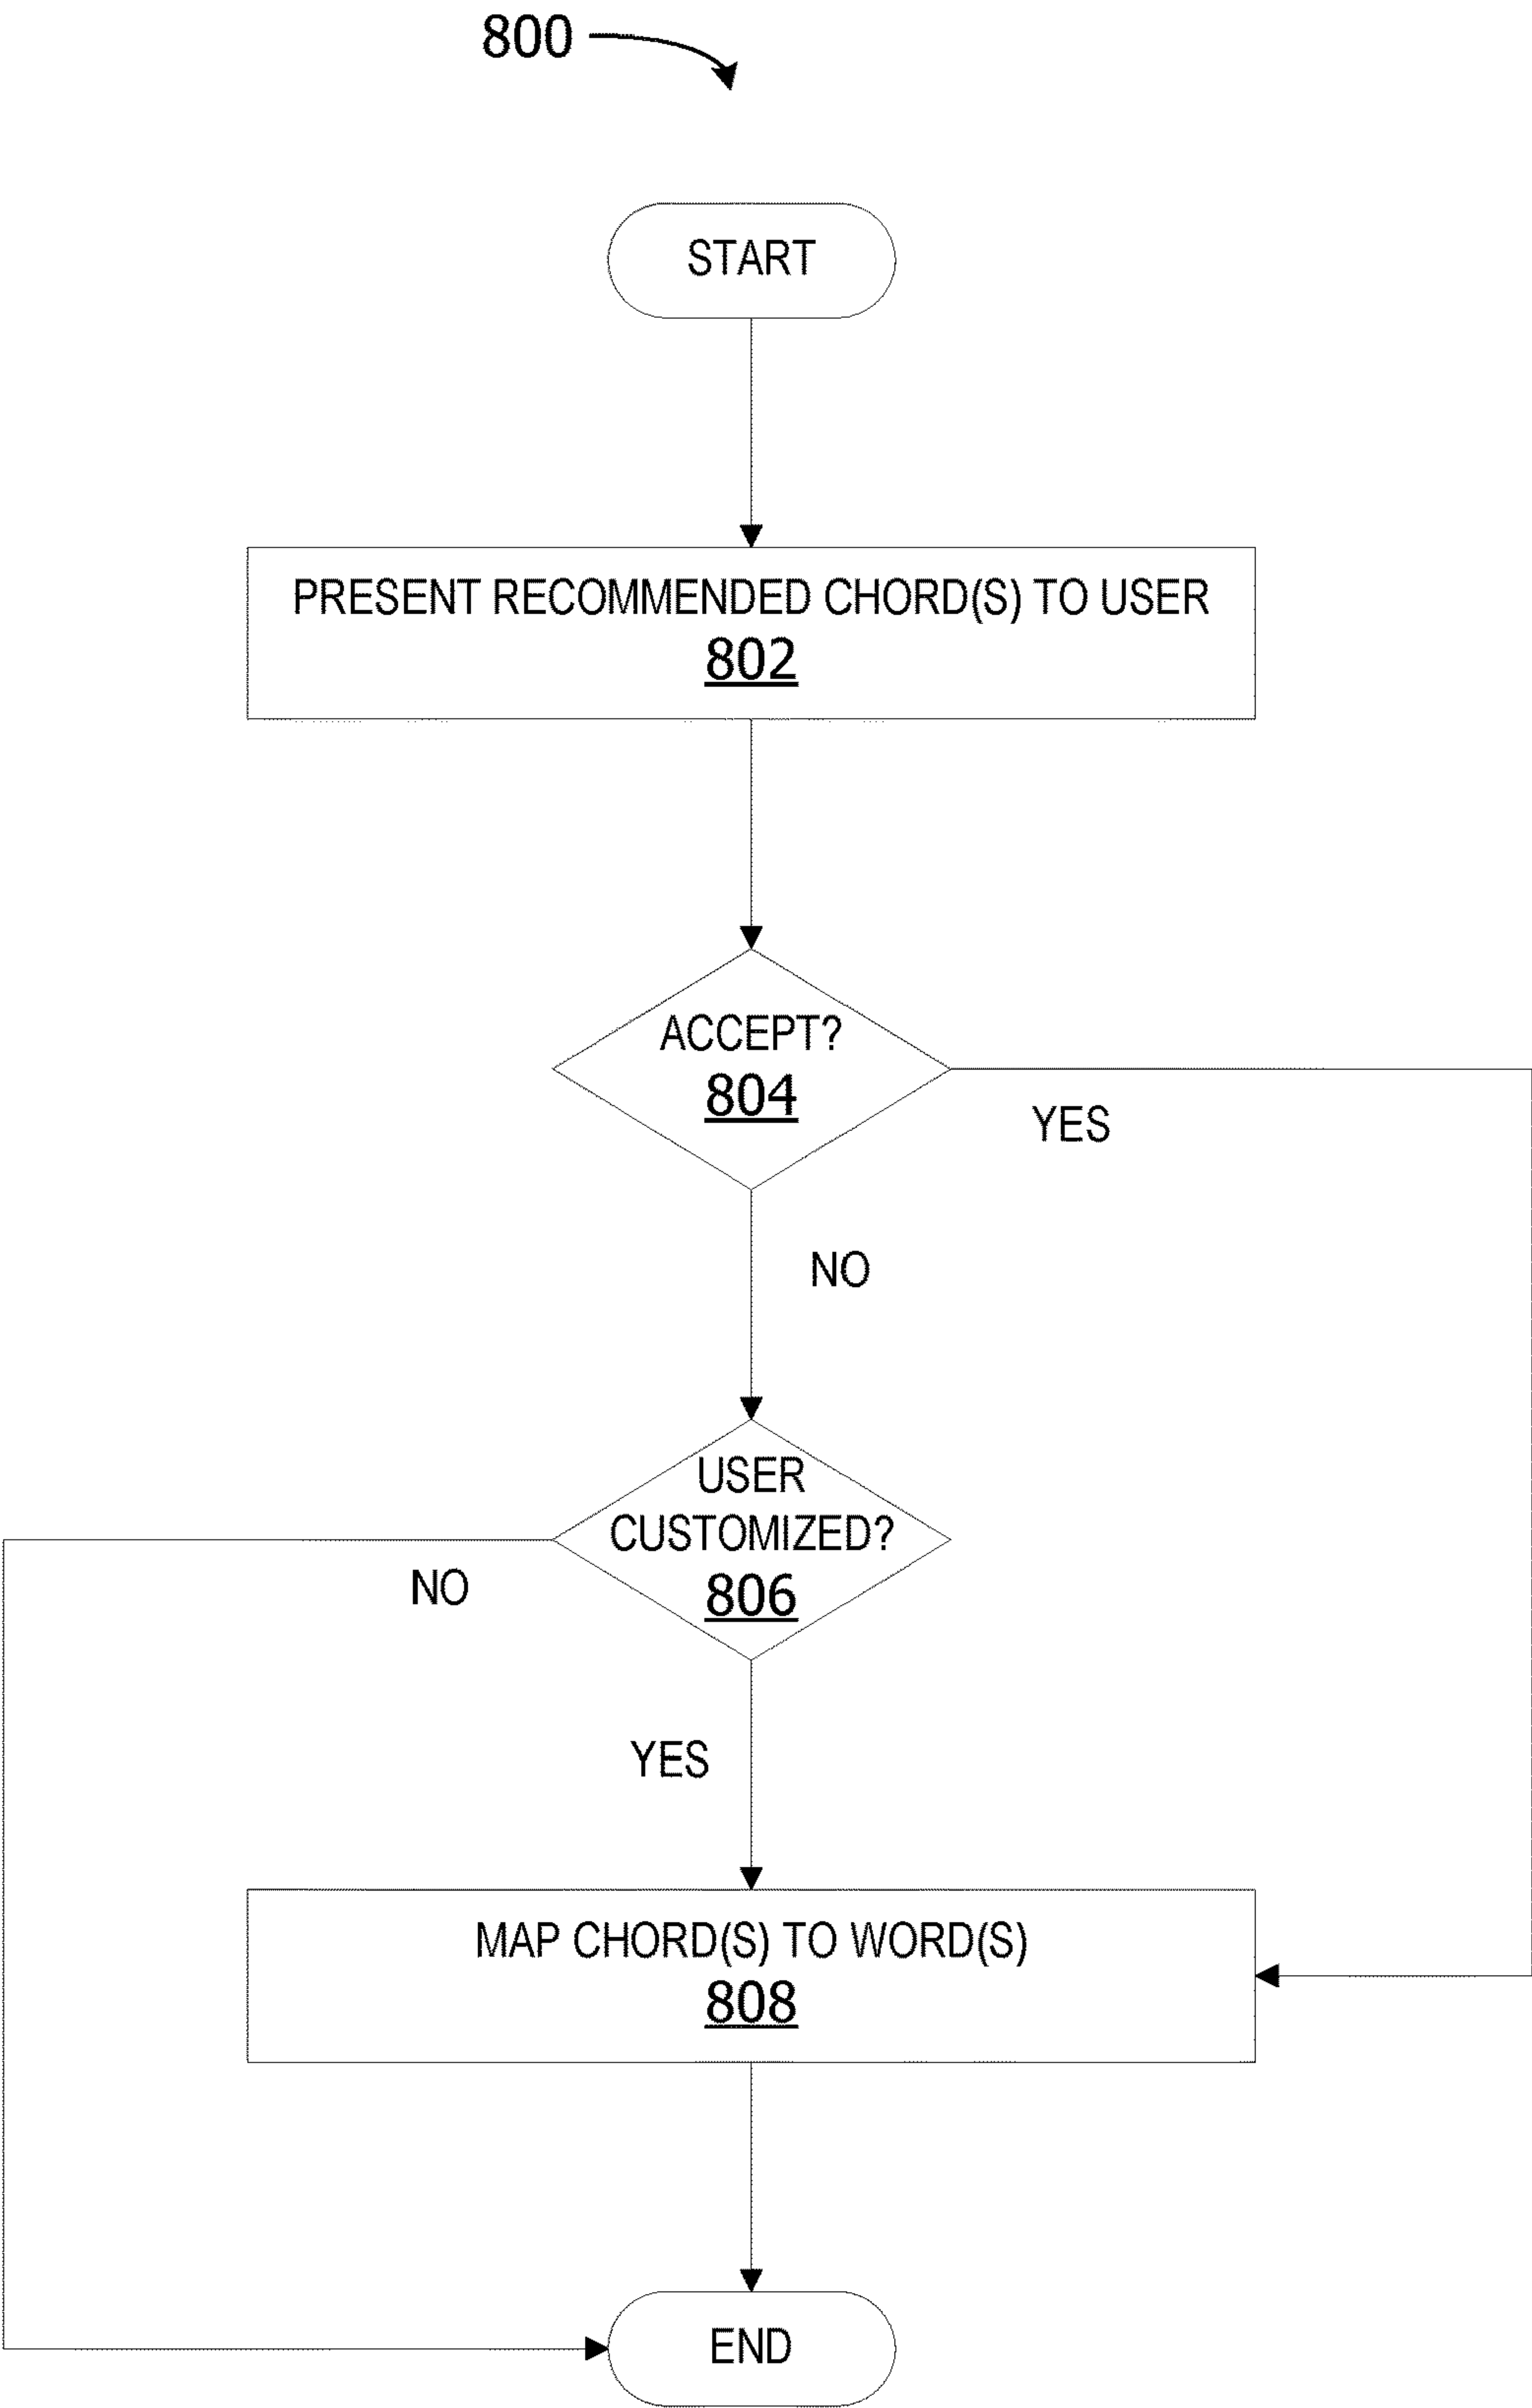 800
START
PRESENT RECOMMENDED CHORD(S) TO USER
802
ACCEPT?
804
YES
NO
USER
CUSTOMIZED?
806
NO
YES
MAP CHORD(S) TO WORD(S)
808
END